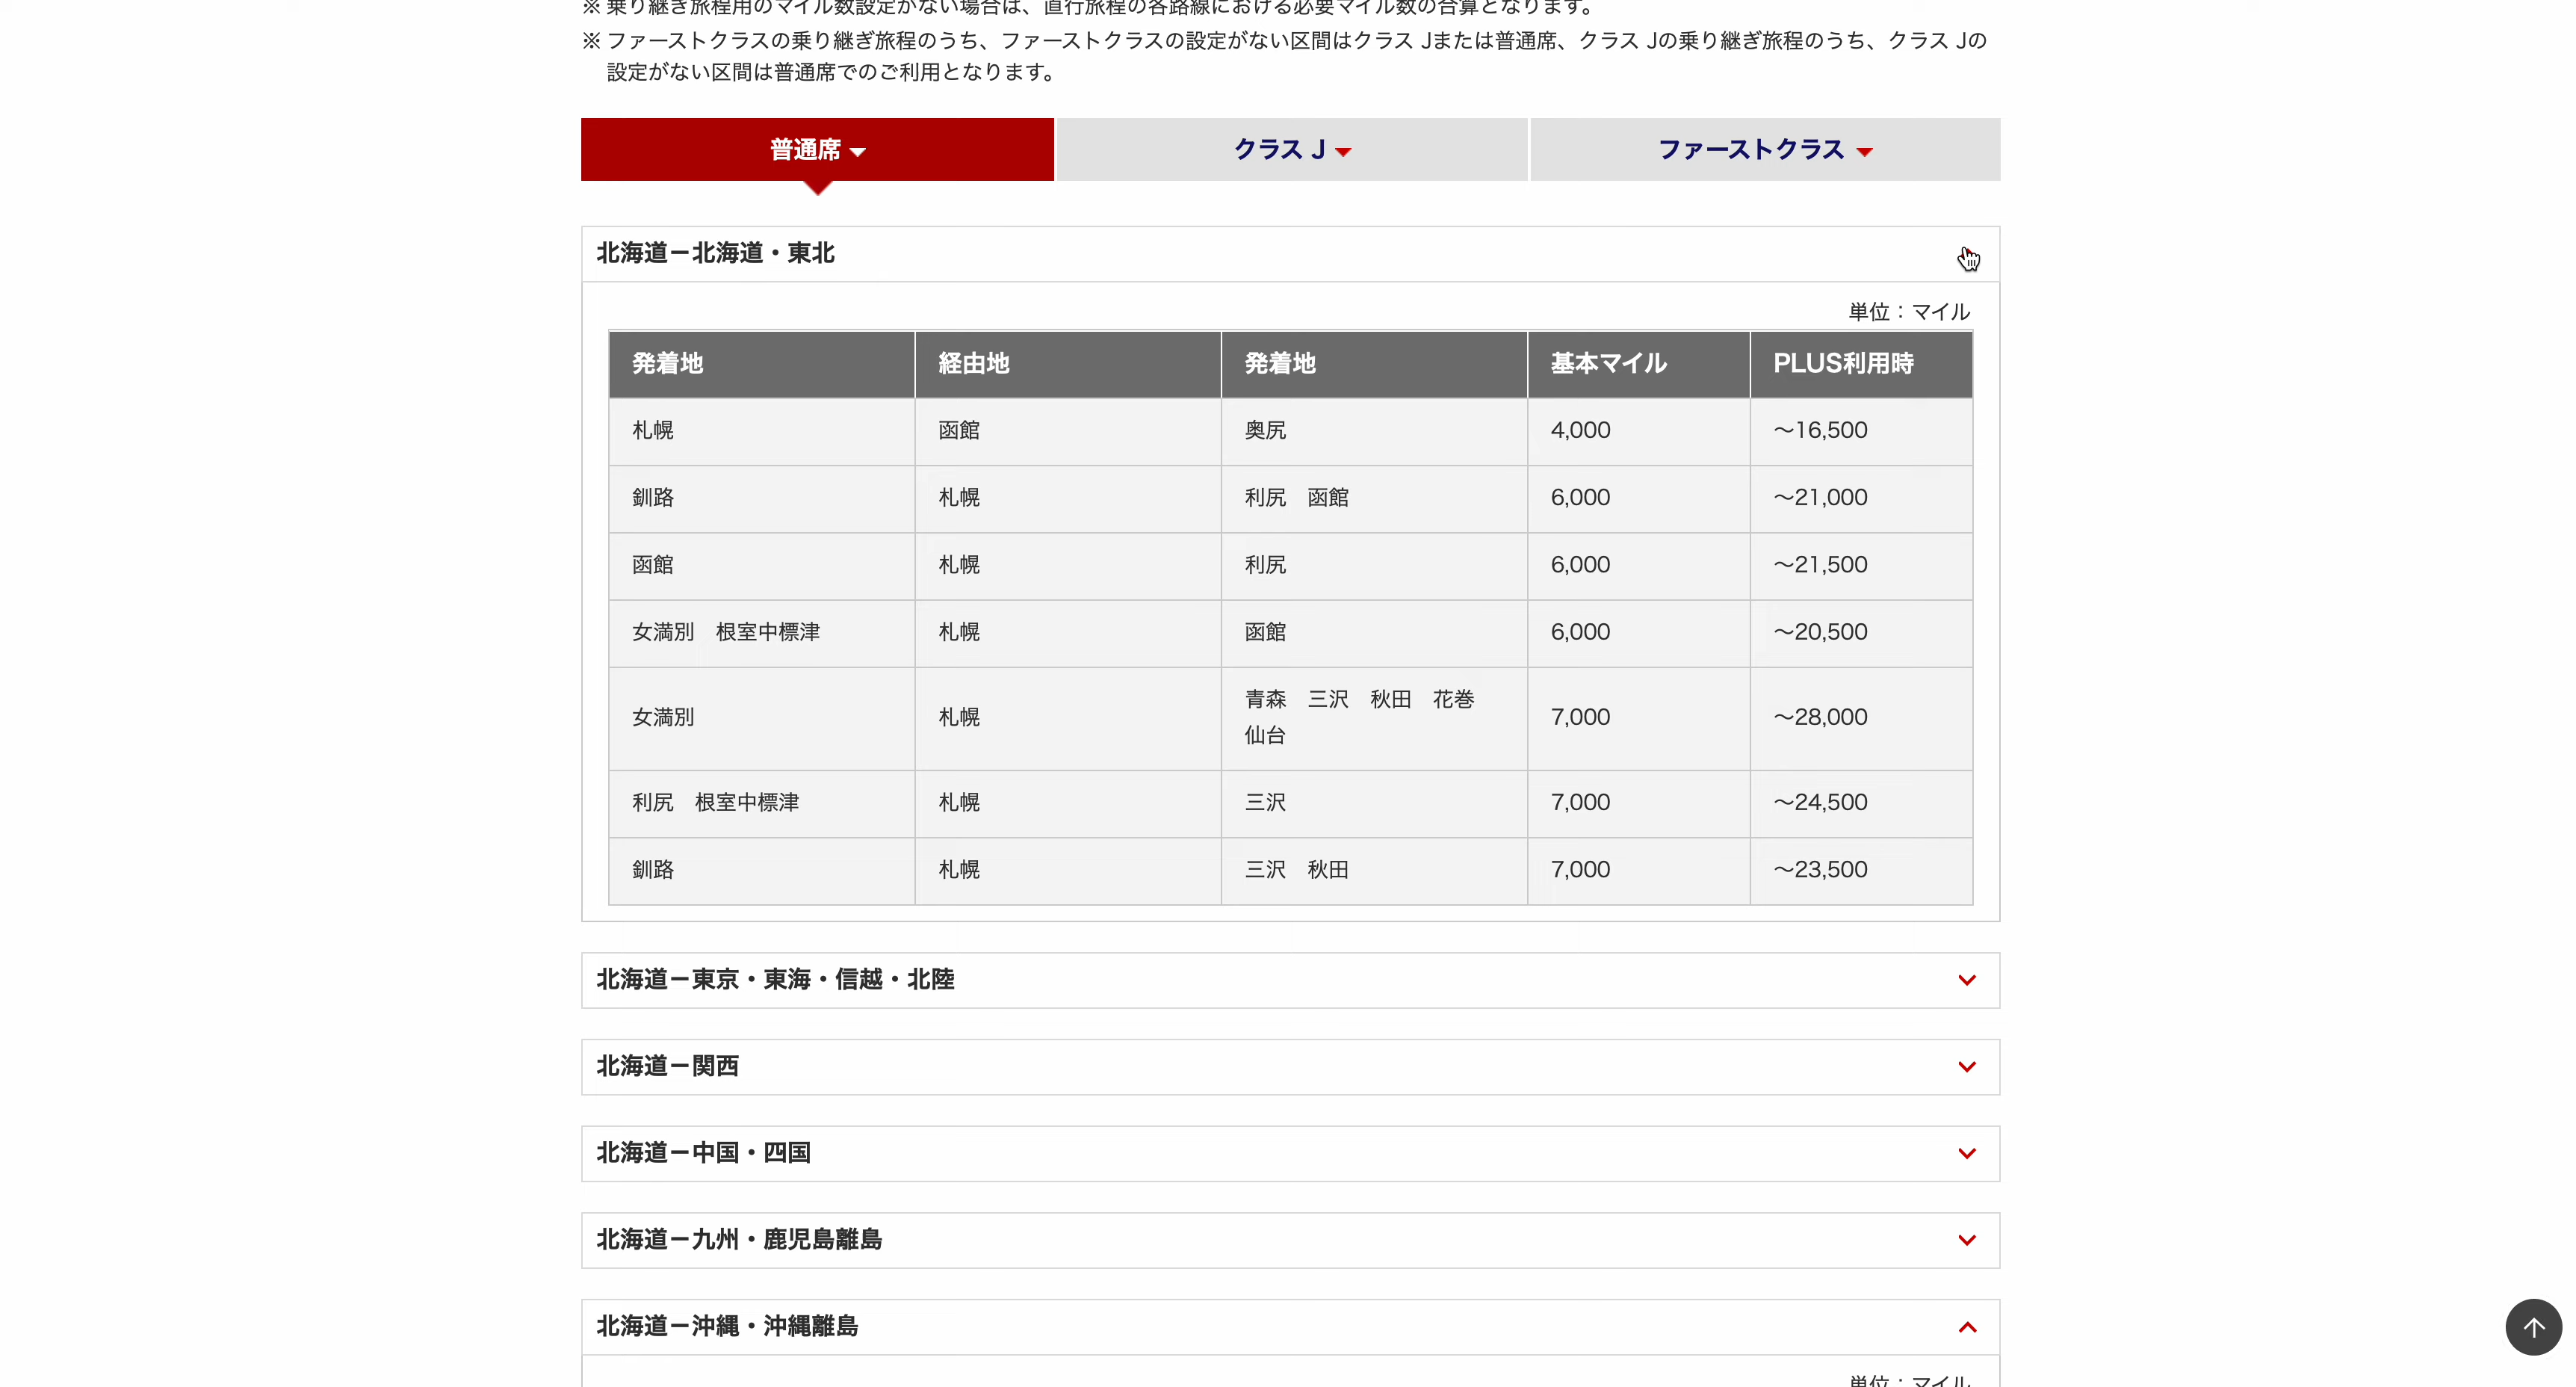 ※ 乗り継ぎ旅程用のマイル数設定がない場合は、直行旅程の各路線における必要マイル数の合算となります。
※ ファーストクラスの乗り継ぎ旅程のうち、ファーストクラスの設定がない区間はクラス Jまたは普通席、クラス Jの乗り継ぎ旅程のうち、クラス Jの
設定がない区間は普通席でのご利用となります。
普通席 クラス J ファーストクラス
北海道ー北海道・東北
単位：マイル
発着地 経由地 発着地 基本マイル PLUS利用時
札幌 函館 奥尻 4,000 ～16,500
釧路 札幌 利尻　函館 6,000 ～21,000
函館 札幌 利尻 6,000 ～21,500
女満別　根室中標津 札幌 函館 6,000 ～20,500
女満別 札幌 青森　三沢　秋田　花巻
仙台 7,000 ～28,000
利尻　根室中標津 札幌 三沢 7,000 ～24,500
釧路 札幌 三沢　秋田 7,000 ～23,500
北海道ー東京・東海・信越・北陸
北海道ー関西
北海道ー中国・四国
北海道ー九州・鹿児島離島
北海道ー沖縄・沖縄離島
単位：マイル